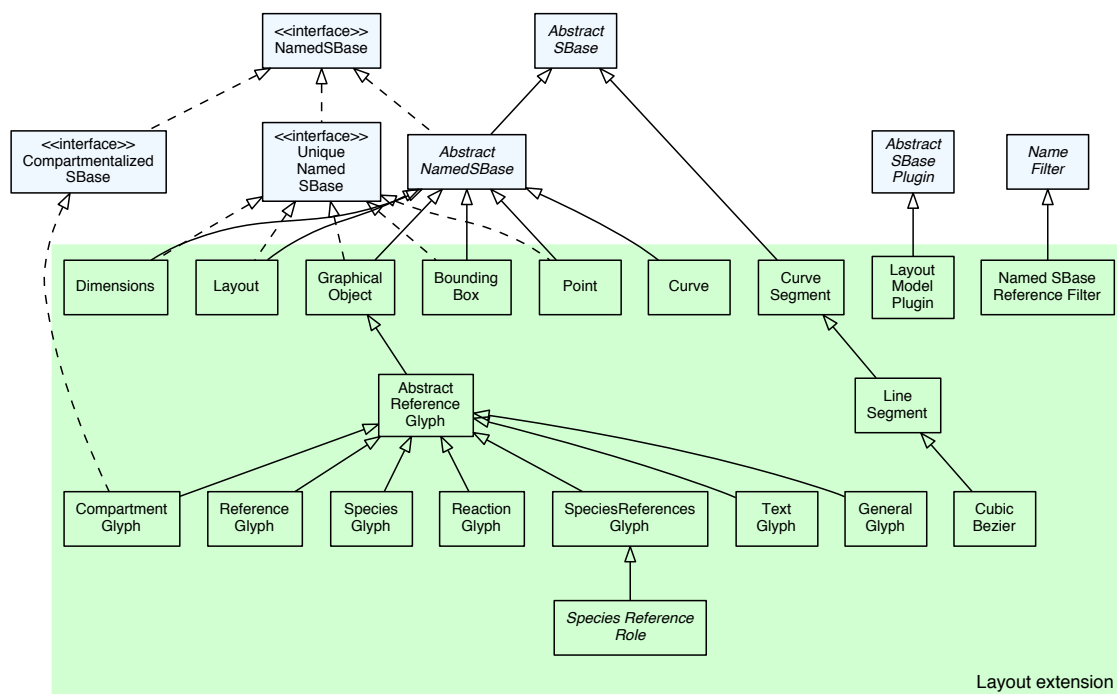 <<interface>>
NamedSBase
Abstract
SBase
<<interface>>
Compartmentalized
SBase
<<interface>>
Unique
Named
SBase
Abstract
NamedSBase
Abstract
SBase
Plugin
Name
Filter
Dimensions
Layout
Graphical
Object
Bounding
Box
Point
Curve
Curve
Segment
Layout
Model
Plugin
Named SBase
Reference Filter
Abstract
Reference
Glyph
Line
Segment
Compartment
Glyph
Reference
Glyph
Species
Glyph
Reaction
Glyph
SpeciesReferences
Glyph
Text
Glyph
General
Glyph
Cubic
Bezier
Species Reference
Role
Layout extension